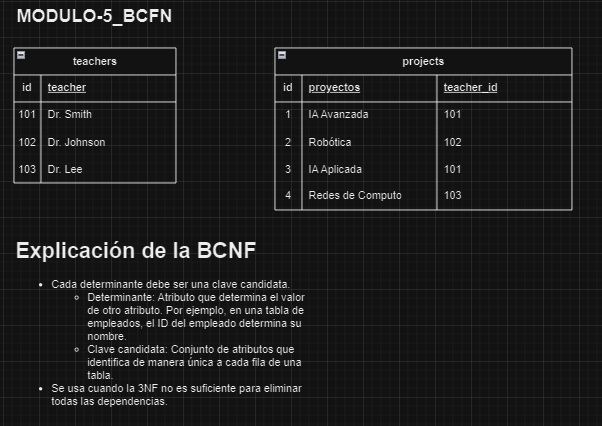 MODULO-5_BCFN
teachers
id teacher
101 Dr. Smith
102 Dr. Johnson
103 Dr. Lee
projects
id proyectos teacher_id
1 IA Avanzada 101
2 Robótica 102
3 IA Aplicada 101
4 Redes de Computo 103
Explicación de la BCNF
Cada determinante debe ser una clave candidata.
Determinante: Atributo que determina el valor
de otro atributo. Por ejemplo, en una tabla de
empleados, el ID del empleado determina su
nombre.
Clave candidata: Conjunto de atributos que
identifica de manera única a cada fila de una
tabla.
Se usa cuando la 3NF no es suficiente para eliminar
todas las dependencias.